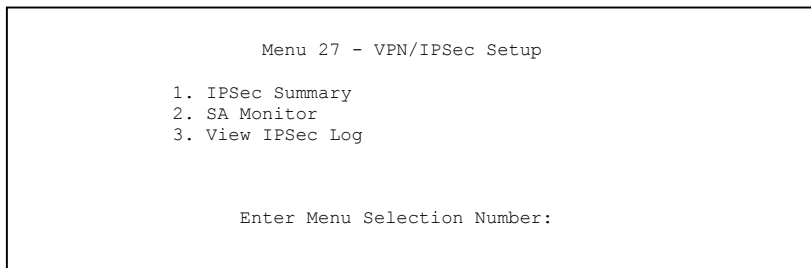 Menu 27 - VPN/IPSec Setup
1. IPSec Summary
2. SA Monitor
3. View IPSec Log
Enter Menu Selection Number: